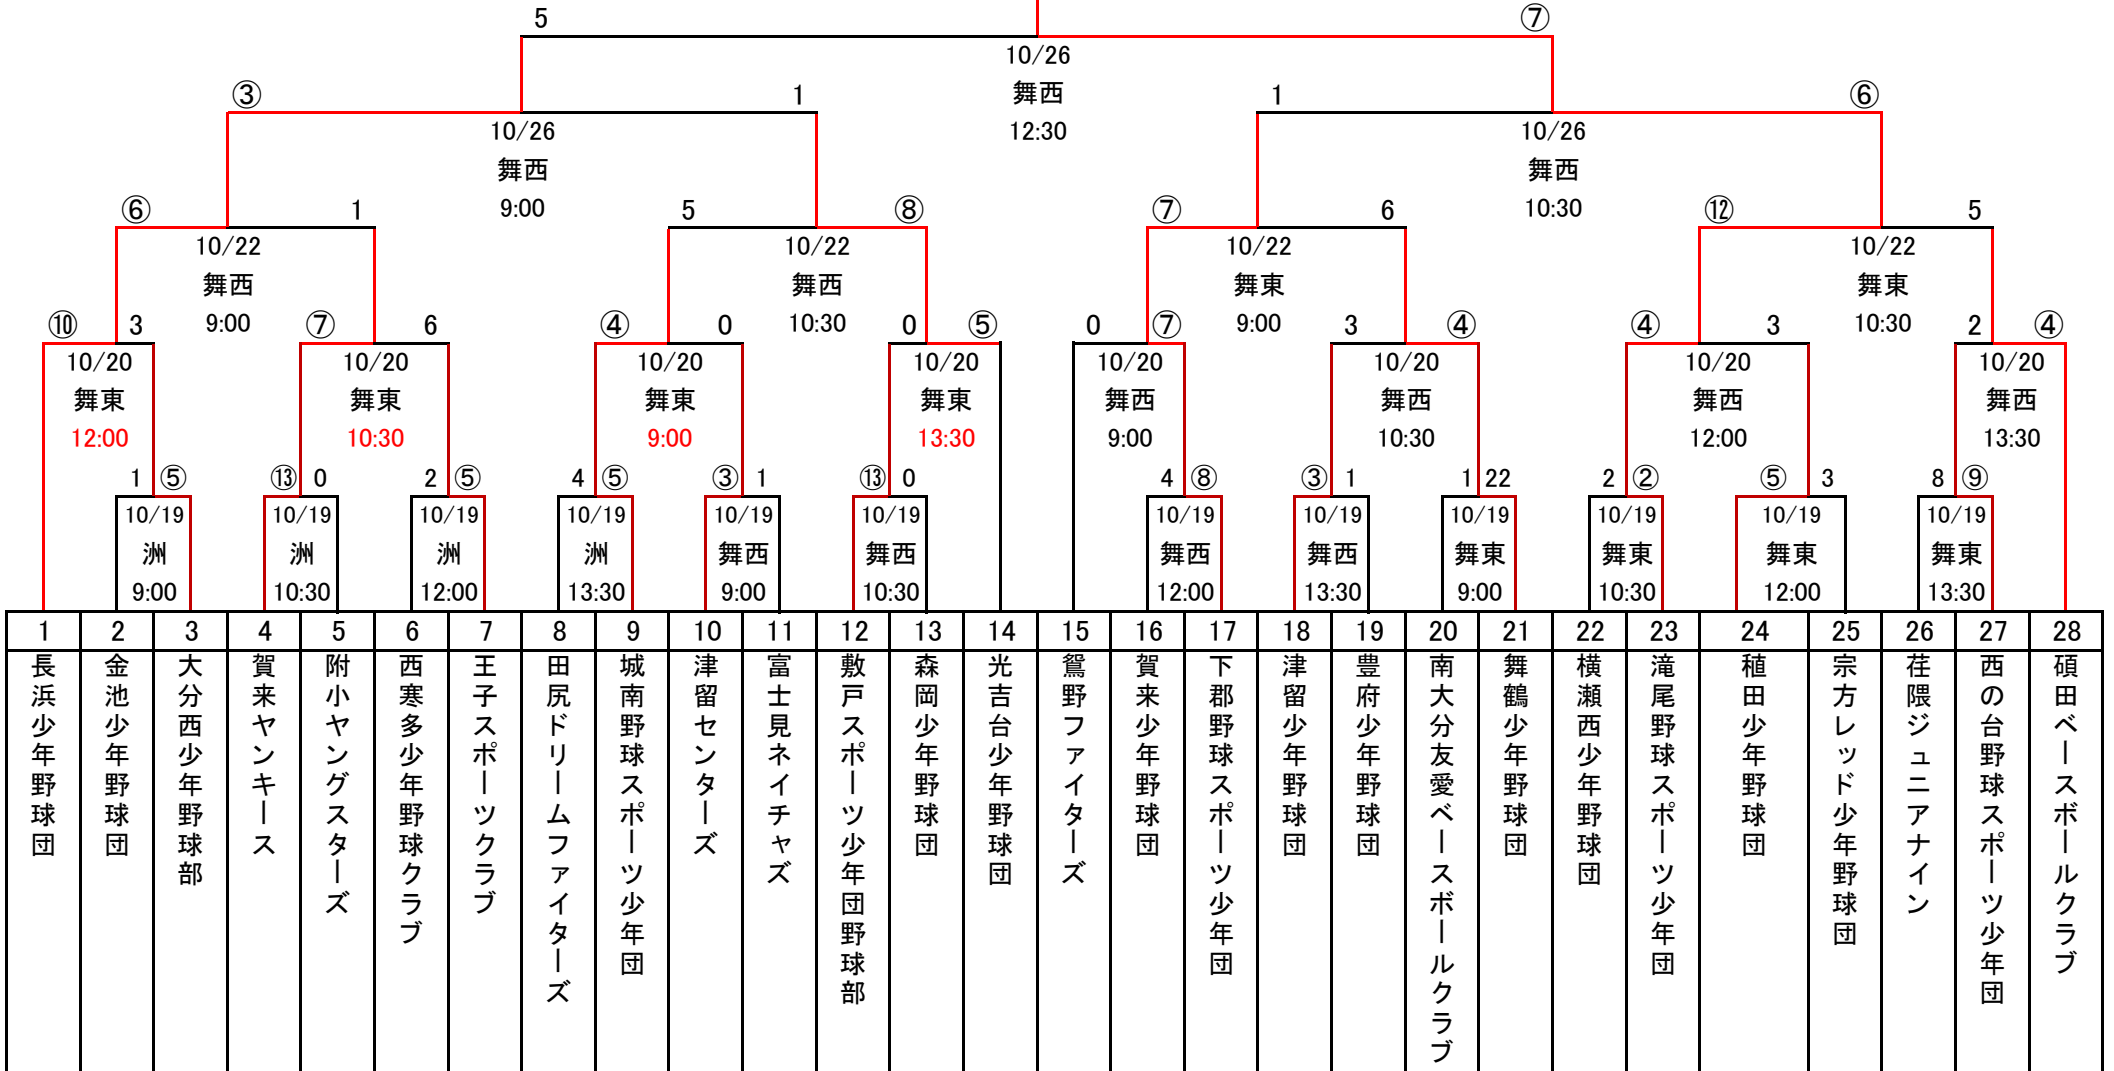 5 ⑦
10/26
舞西
12:30
③ 1 1 ⑥
10/26 10/26
舞西 舞西
9:00 10:30
⑥ 1 5 ⑧ ⑦ 6 ⑫ 5
10/22 10/22 10/22 10/22
舞西 舞西 舞東 舞東
9:00 10:30 9:00 10:30
⑩ 3 ⑦ 6 ④ 0 0 ⑤ 0 ⑦ 3 ④ ④ 3 2 ④
10/20 10/20 10/20 10/20 10/20 10/20 10/20 10/20
舞東 舞東 舞東 舞東 舞西 舞西 舞西 舞西
12:00 10:30 9:00 13:30 9:00 10:30 12:00 13:30
1 ⑤ ⑬ 0 2 ⑤ 4 ⑤ ③ 1 ⑬ 0 4 ⑧ ③ 1 1 22 2 ② ⑤ 3 8 ⑨
10/19 10/19 10/19 10/19 10/19 10/19 10/19 10/19 10/19 10/19 10/19 10/19
洲 洲 洲 洲 舞西 舞西 舞西 舞西 舞東 舞東 舞東 舞東
9:00 10:30 12:00 13:30 9:00 10:30 12:00 13:30 9:00 10:30 12:00 13:30
1 2 3 4 5 6 7 8 9 10 11 12 13 14 15 16 17 18 19 20 21 22 23 24 25 26 27 28
長浜少年野球団
金池少年野球団
大分西少年野球部
賀来ヤンキース
附小ヤングスターズ
西寒多少年野球クラブ
王子スポーツクラブ
田尻ドリームファイターズ
城南野球スポーツ少年団
津留センターズ
富士見ネイチャズ
敷戸スポーツ少年団野球部
森岡少年野球団
光吉台少年野球団
鴛野ファイターズ
賀来少年野球団
下郡野球スポーツ少年団
津留少年野球団
豊府少年野球団
南大分友愛ベースボールクラブ
舞鶴少年野球団
横瀬西少年野球団
滝尾野球スポーツ少年団
稙田少年野球団
宗方レッド少年野球団
荏隈ジュニアナイン
西の台野球スポーツ少年団
碩田ベースボールクラブ